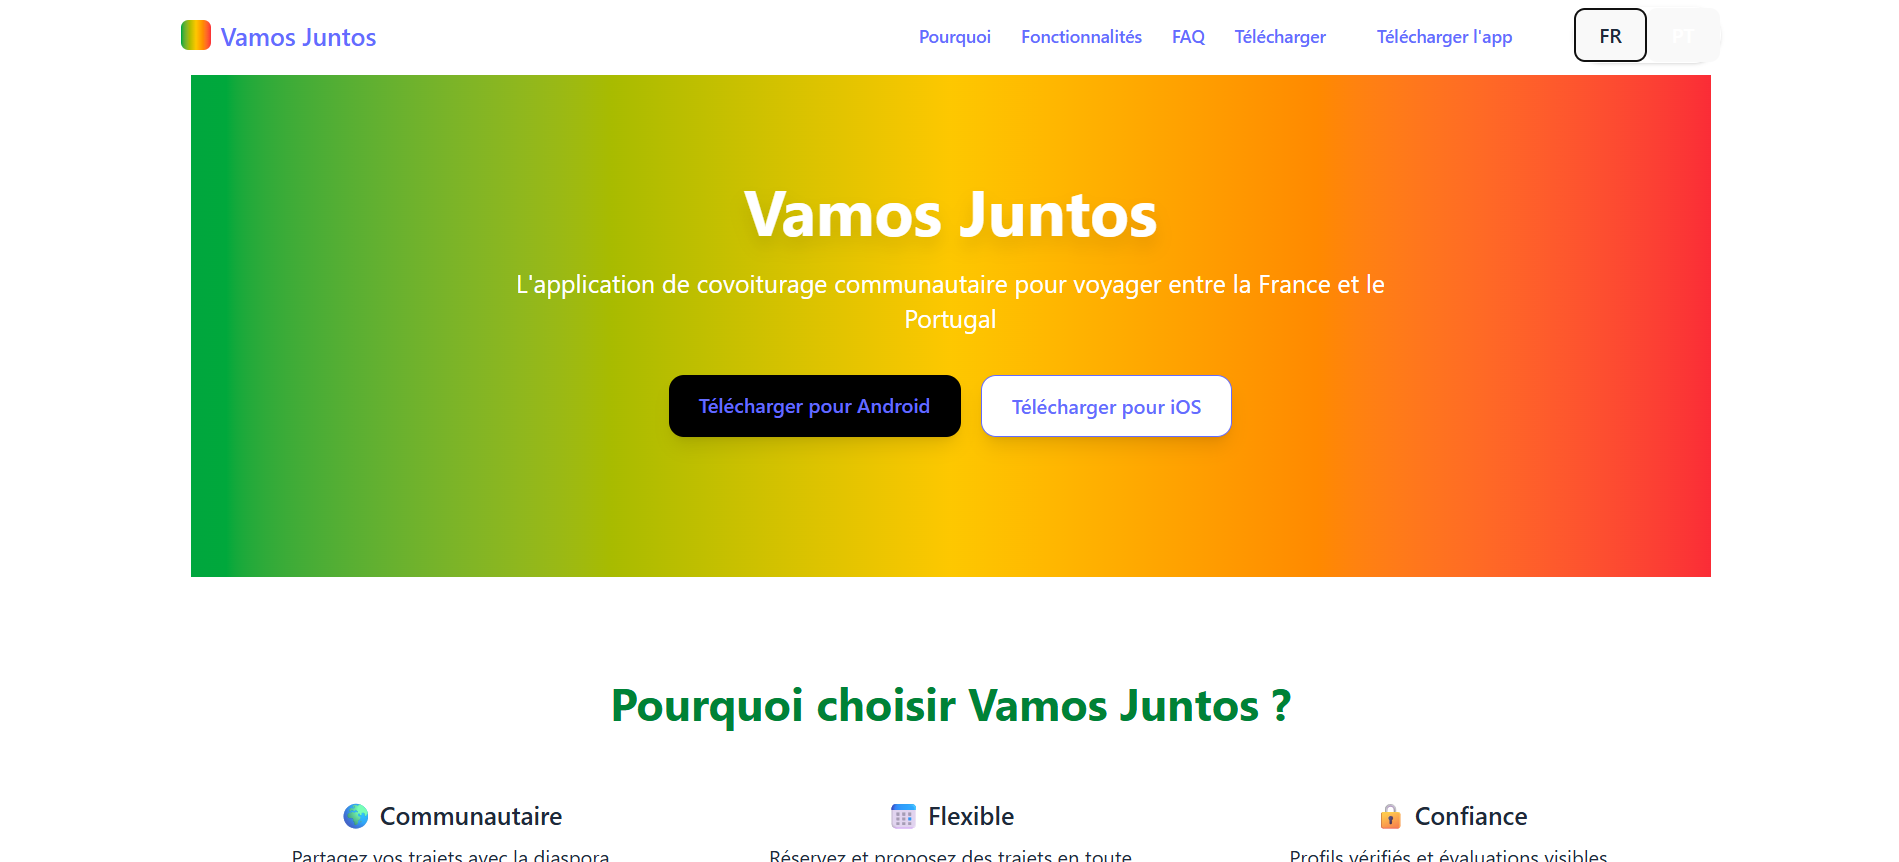 Vamos Juntos
Pourquoi Fonctionnalités FAQ Télécharger Télécharger l'app FR PT
Vamos Juntos
L'application de covoiturage communautaire pour voyager entre la France et le
Portugal
Télécharger pour Android Télécharger pour iOS
Pourquoi choisir Vamos Juntos ?
Communautaire Flexible Confiance
Partagez vos trajets avec la diaspora Réservez et proposez des trajets en toute Profils vérifiés et évaluations visibles